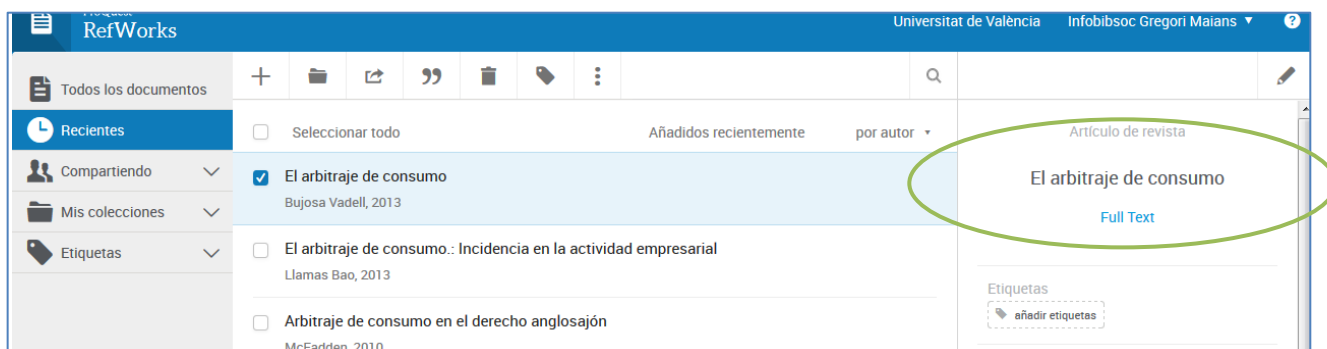 ProQuest
RefWorks
Universitat de València Infobibsoc Gregori Maians ▼ ?
Todos los documentos
Recientes
Compartiendo
Mis colecciones
Etiquetas
Seleccionar todo Añadidos recientemente por autor
El arbitraje de consumo
Bujosa Vadell, 2013
El arbitraje de consumo.: Incidencia en la actividad empresarial
Llamas Bao, 2013
Arbitraje de consumo en el derecho anglosajón
McFadden, 2010
Artículo de revista
El arbitraje de consumo
Full Text
Etiquetas
añadir etiquetas